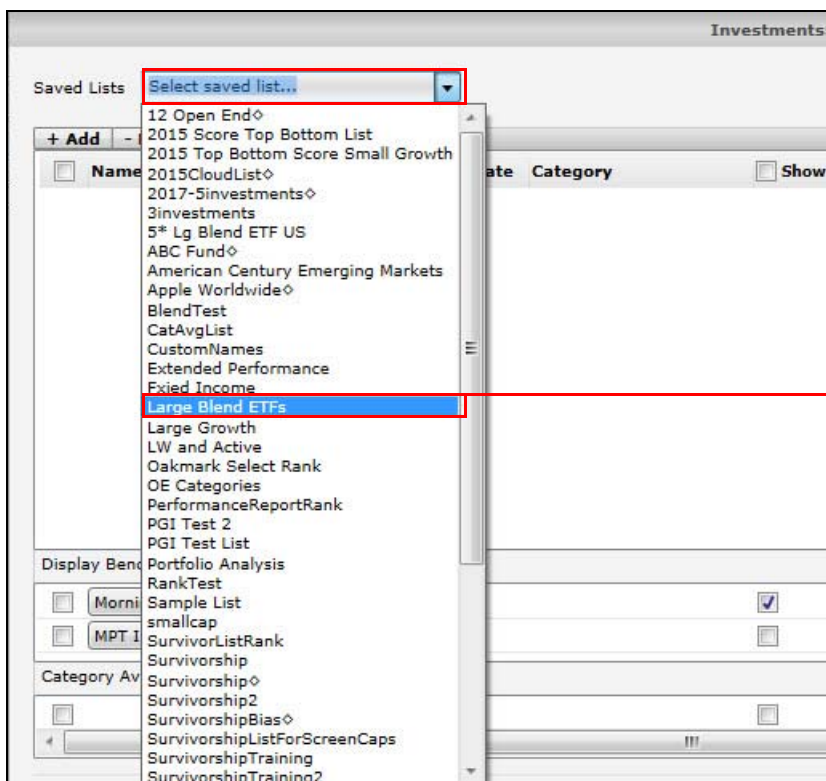 Investments
Saved Lists Select saved list...
+ Add -
Name ate Category Show
12 Open End◇
2015 Score Top Bottom List
2015 Top Bottom Score Small Growth
2015CloudList◇
2017-5investments◇
3investments
5* Lg Blend ETF US
ABC Fund◇
American Century Emerging Markets
Apple Worldwide◇
BlendTest
CatAvgList
CustomNames
Extended Performance
Fxied Income
Large Blend ETFs
Large Growth
LW and Active
Oakmark Select Rank
OE Categories
PerformanceReportRank
PGI Test 2
PGI Test List
Portfolio Analysis
RankTest
Sample List
smallcap
SurvivorListRank
Survivorship
Survivorship◇
Survivorship2
SurvivorshipBias◇
SurvivorshipListForScreenCaps
SurvivorshipTraining
SurvivorshipTraining2
Display Benc
Morni
MPT I
Category Av